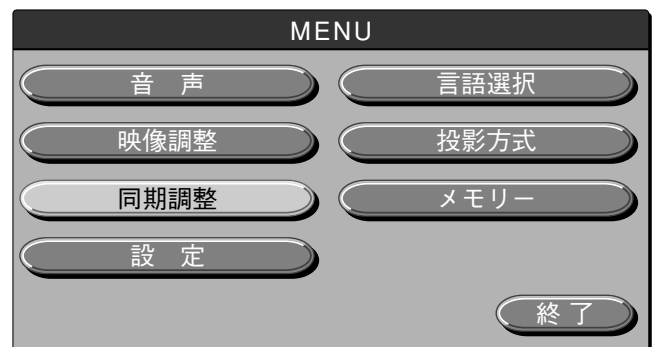 MENU
音 声
言語選択
映像調整
投影方式
同期調整
メモリー
設 定
終 了